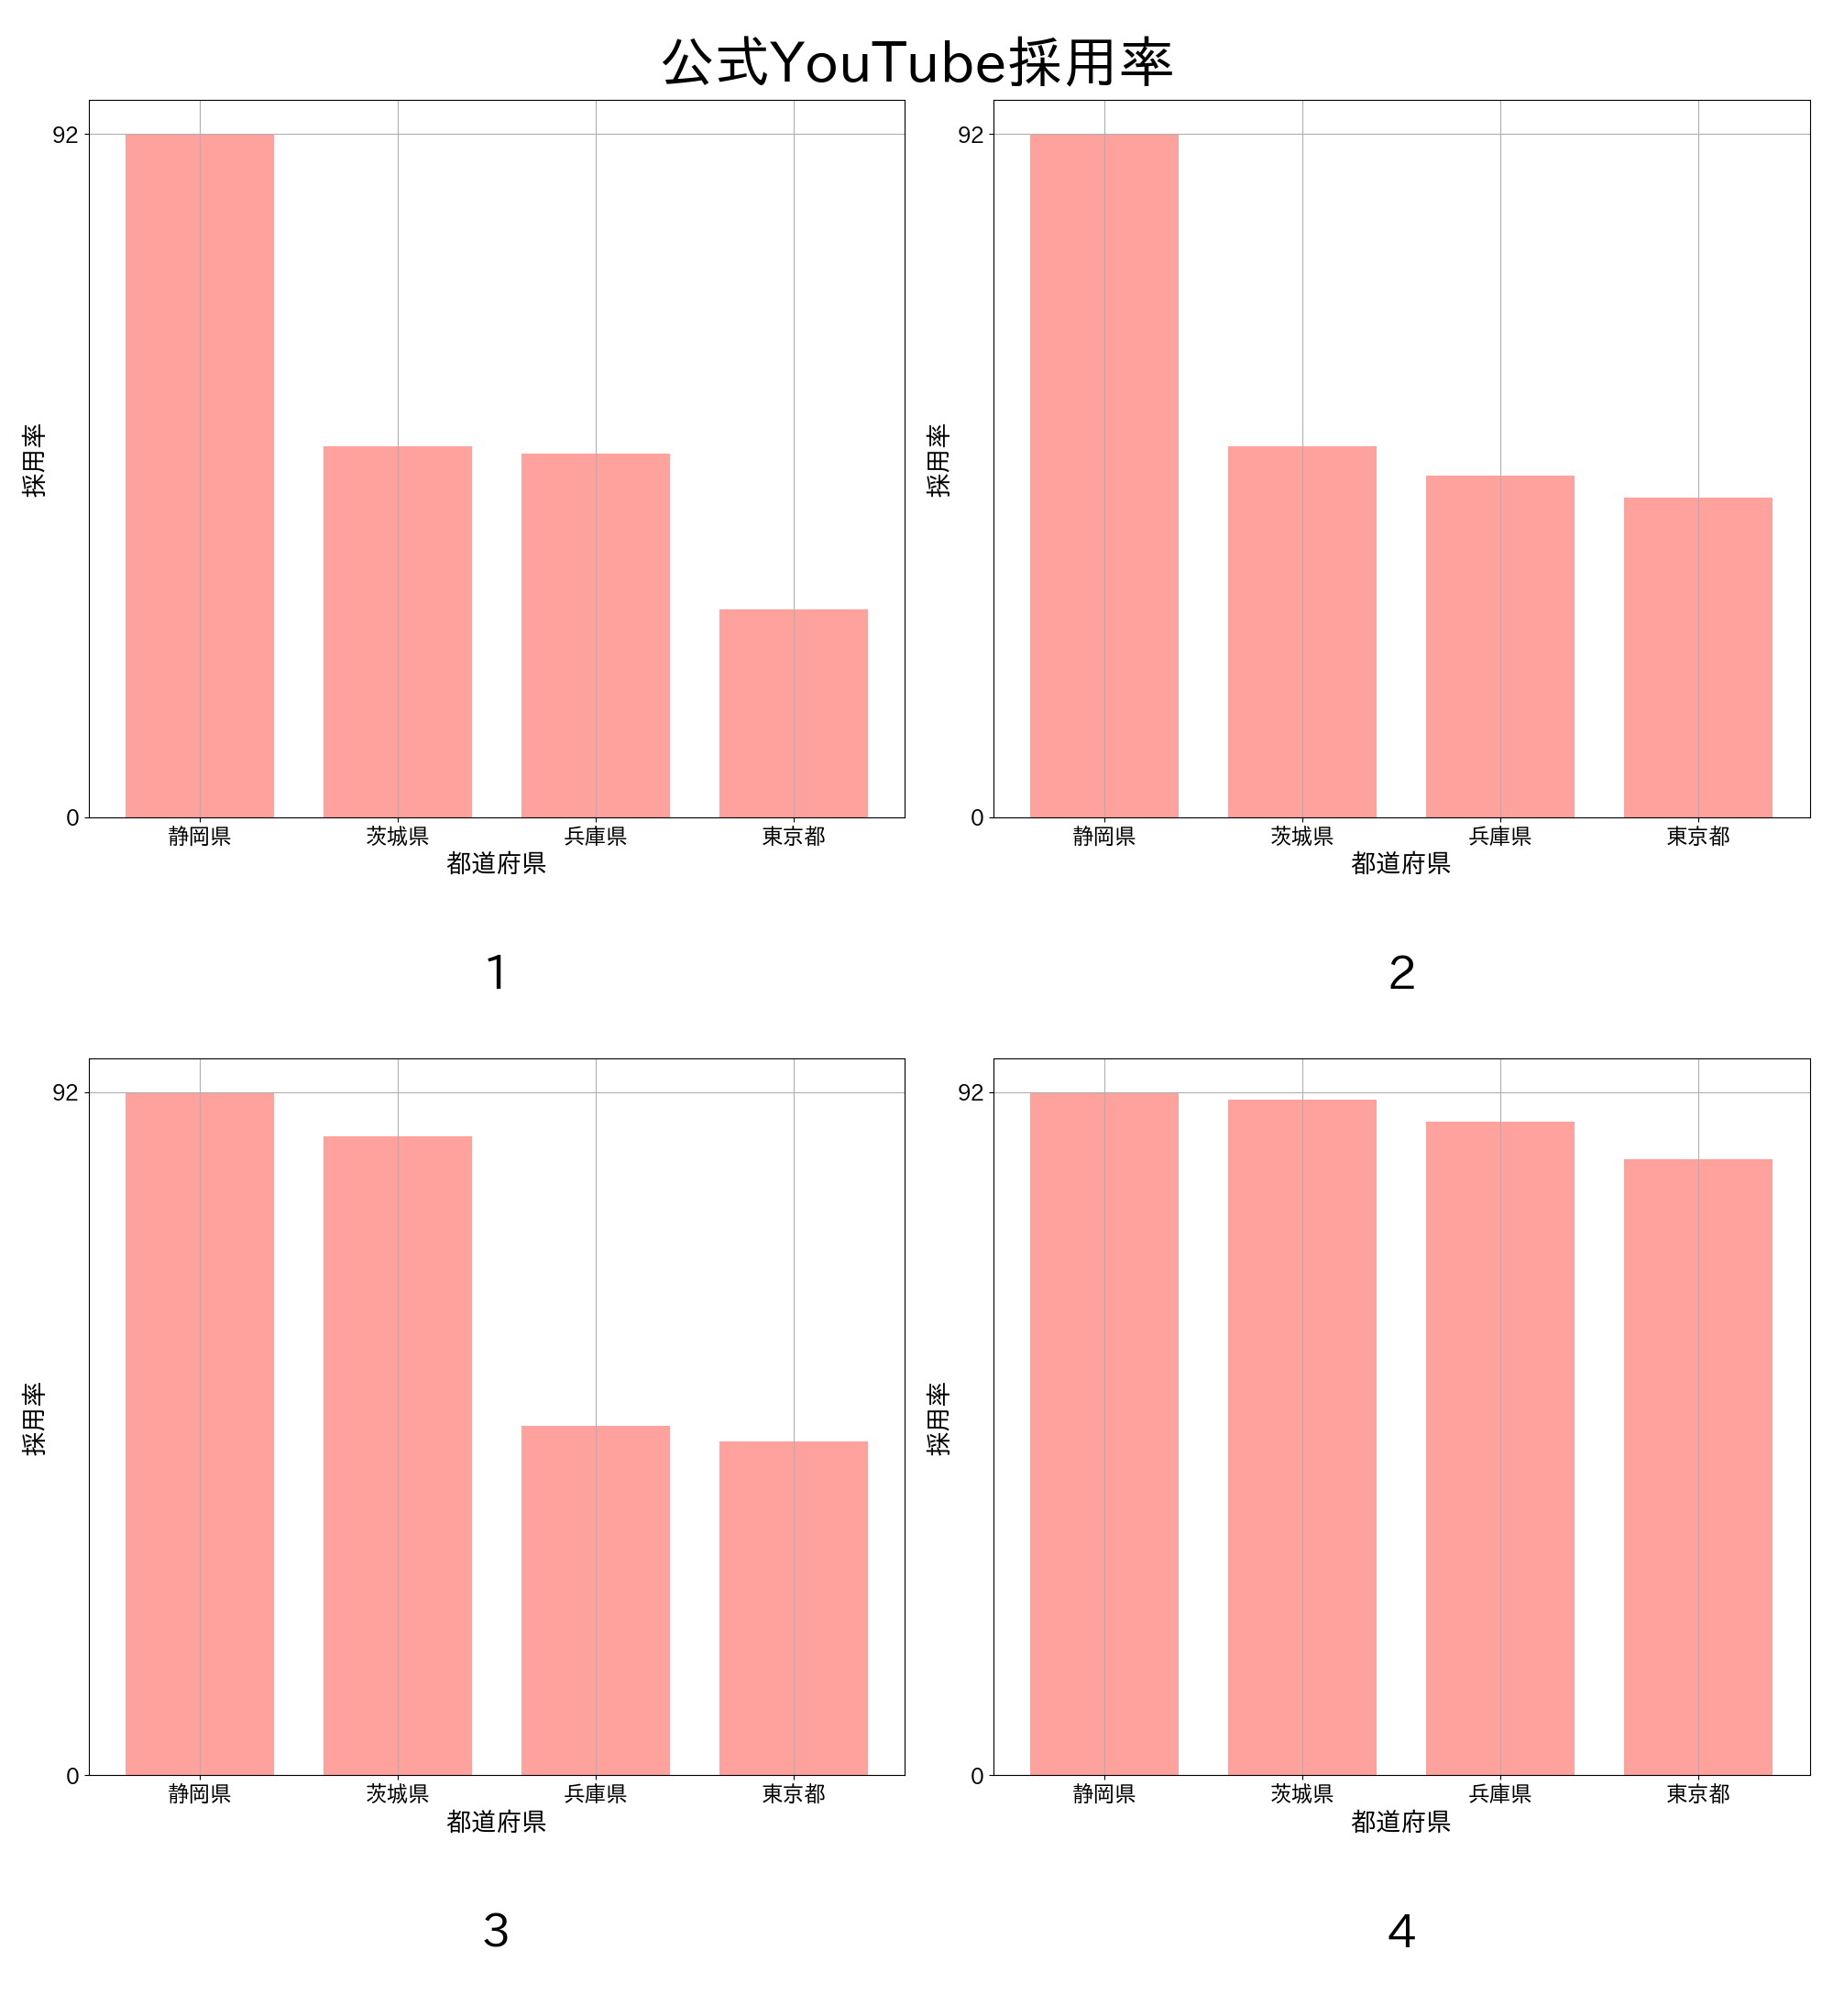 公式YouTube採用率
92
0
採用率
静岡県 茨城県 兵庫県 東京都
都道府県
1
92
0
採用率
静岡県 茨城県 兵庫県 東京都
都道府県
2
92
0
採用率
静岡県 茨城県 兵庫県 東京都
都道府県
3
92
0
採用率
静岡県 茨城県 兵庫県 東京都
都道府県
4